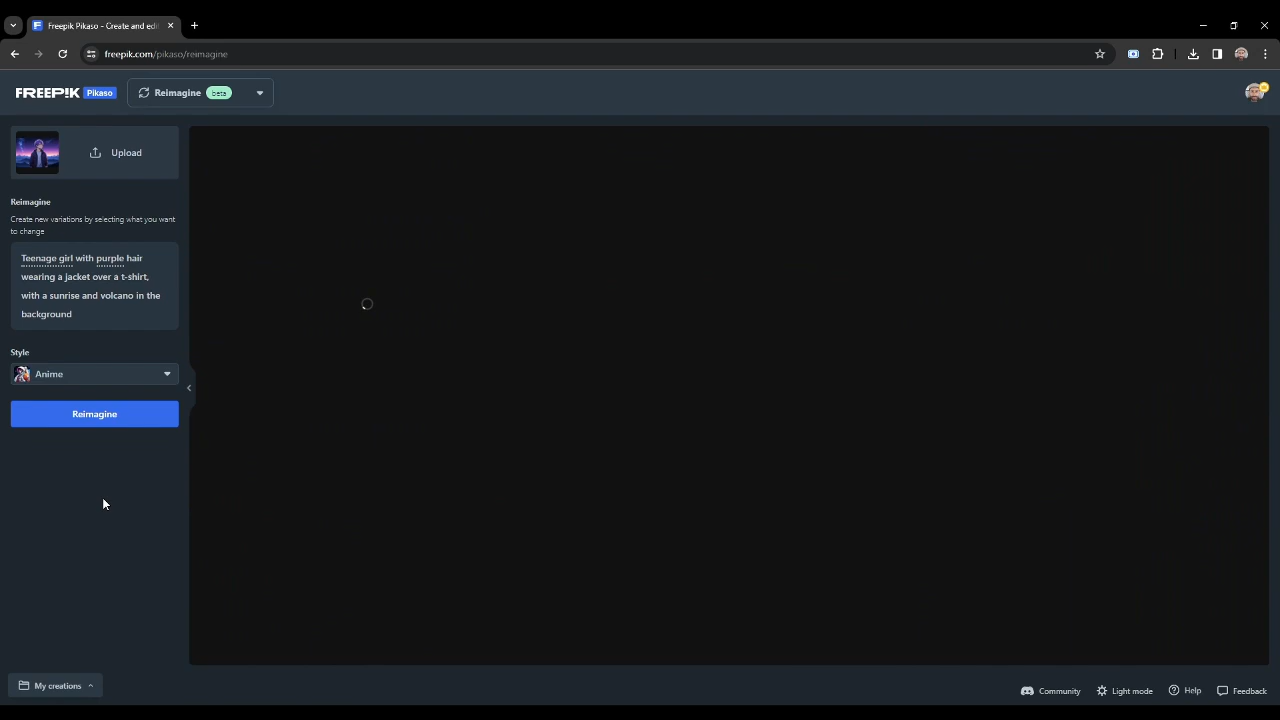 Freepik Pikaso - Create and edi
freepik.com/pikaso/reimagine
FREEPIK Pikaso
Reimagine beta
Upload
Reimagine
Create new variations by selecting what you want
to change
Teenage girl with purple hair
wearing a jacket over a t-shirt,
with a sunrise and volcano in the
background
Style
Anime
Reimagine
My creations
Community
Light mode
Help
Feedback